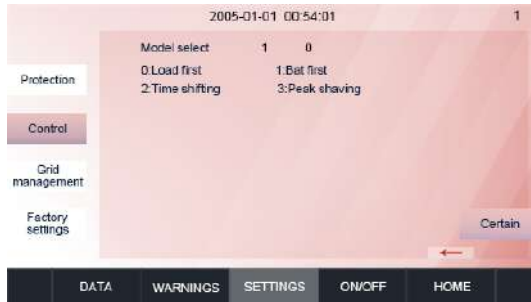 2005-01-01 00:54:01 1
Model select 1 0
0:Load first 1:Bat first
2:Time shifting 3:Peak shaving
Protection
Control
Grid
management
Factory
settings
Certain
DATA WARNINGS SETTINGS ON/OFF HOME